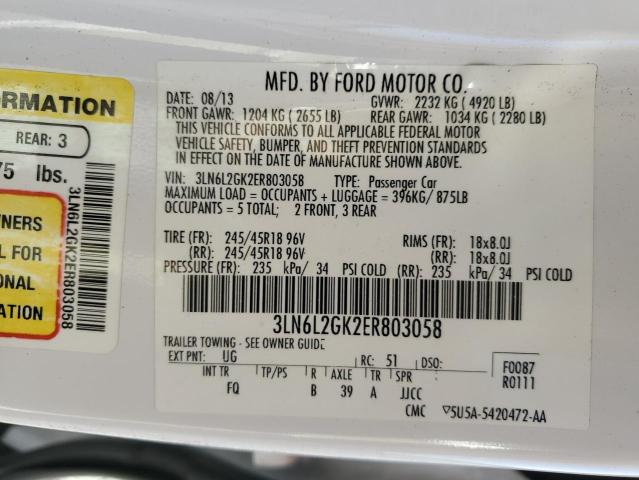 MFD. BY FORD MOTOR CO.
DATE: 08/13 GVWR: 2232 KG ( 4920 LB)
FRONT GAWR: 1204 KG ( 2655 LB) REAR GAWR: 1034 KG ( 2280 LB)
THIS VEHICLE CONFORMS TO ALL APPLICABLE FEDERAL MOTOR
VEHICLE SAFETY, BUMPER, AND THEFT PREVENTION STANDARDS
IN EFFECT ON THE DATE OF MANUFACTURE SHOWN ABOVE.
VIN: 3LN6L2GK2ER803058 TYPE: Passenger Car
MAXIMUM LOAD = OCCUPANTS + LUGGAGE = 396KG/ 875LB
OCCUPANTS = 5 TOTAL; 2 FRONT, 3 REAR
TIRE (FR): 245/45R18 96V RIMS (FR): 18x8.0J
(RR): 245/45R18 96V (RR): 18x8.0J
PRESSURE (FR): 235 kPa/ 34 PSI COLD (RR): 235 kPa/ 34 PSI COLD
3LN6L2GK2ER803058
TRAILER TOWING - SEE OWNER GUIDE
EXT PNT: UG RC: 51 DSO: F0087
R0111
INT TR TP/PS R AXLE TR SPR
FQ B 39 A JJCC
CMC 5U5A-5420472-AA
ORMATION
REAR: 3
75 lbs.
WNERS
L FOR
ONAL
ATION
3LN6L2GK2ER803058